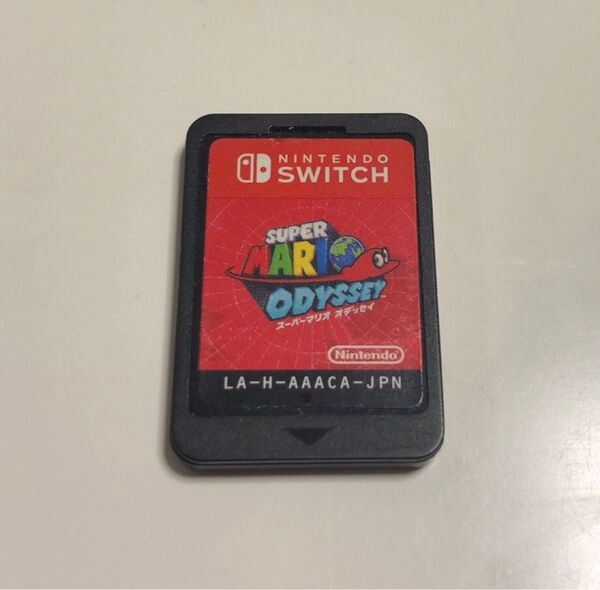 NINTENDO
SWITCH
SUPER
MARIO
ODYSSEY™
スーパーマリオ オデッセイ
Nintendo
LA-H-AAACA-JPN